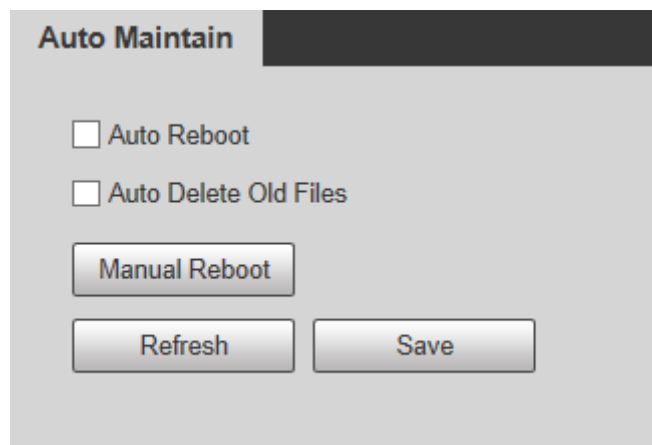 Auto Maintain
Auto Reboot
Auto Delete Old Files
Manual Reboot
Refresh Save